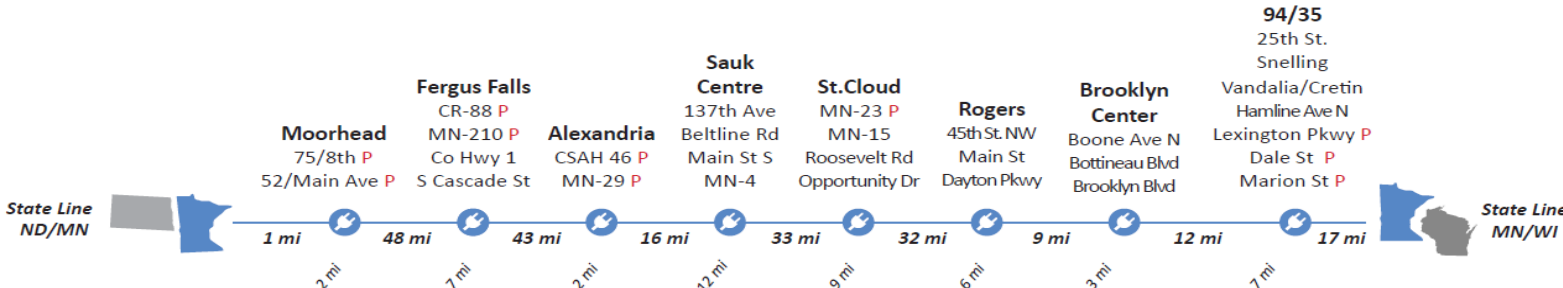 State Line
ND/MN
1 mi
Moorhead
75/8th P
52/Main Ave P
2 mi
48 mi
Fergus Falls
CR-88 P
MN-210 P
Co Hwy 1
S Cascade St
7 mi
43 mi
Alexandria
CSAH 46 P
MN-29 P
2 mi
16 mi
Sauk
Centre
137th Ave
Beltline Rd
Main St S
MN-4
12 mi
33 mi
St.Cloud
MN-23 P
MN-15
Roosevelt Rd
Opportunity Dr
9 mi
32 mi
Rogers
45th St. NW
Main St
Dayton Pkwy
6 mi
9 mi
Brooklyn
Center
Boone Ave N
Bottineau Blvd
Brooklyn Blvd
3 mi
12 mi
94/35
25th St.
Snelling
Vandalia/Cretin
Hamline Ave N
Lexington Pkwy P
Dale St P
Marion St P
7 mi
17 mi
State Line
MN/WI